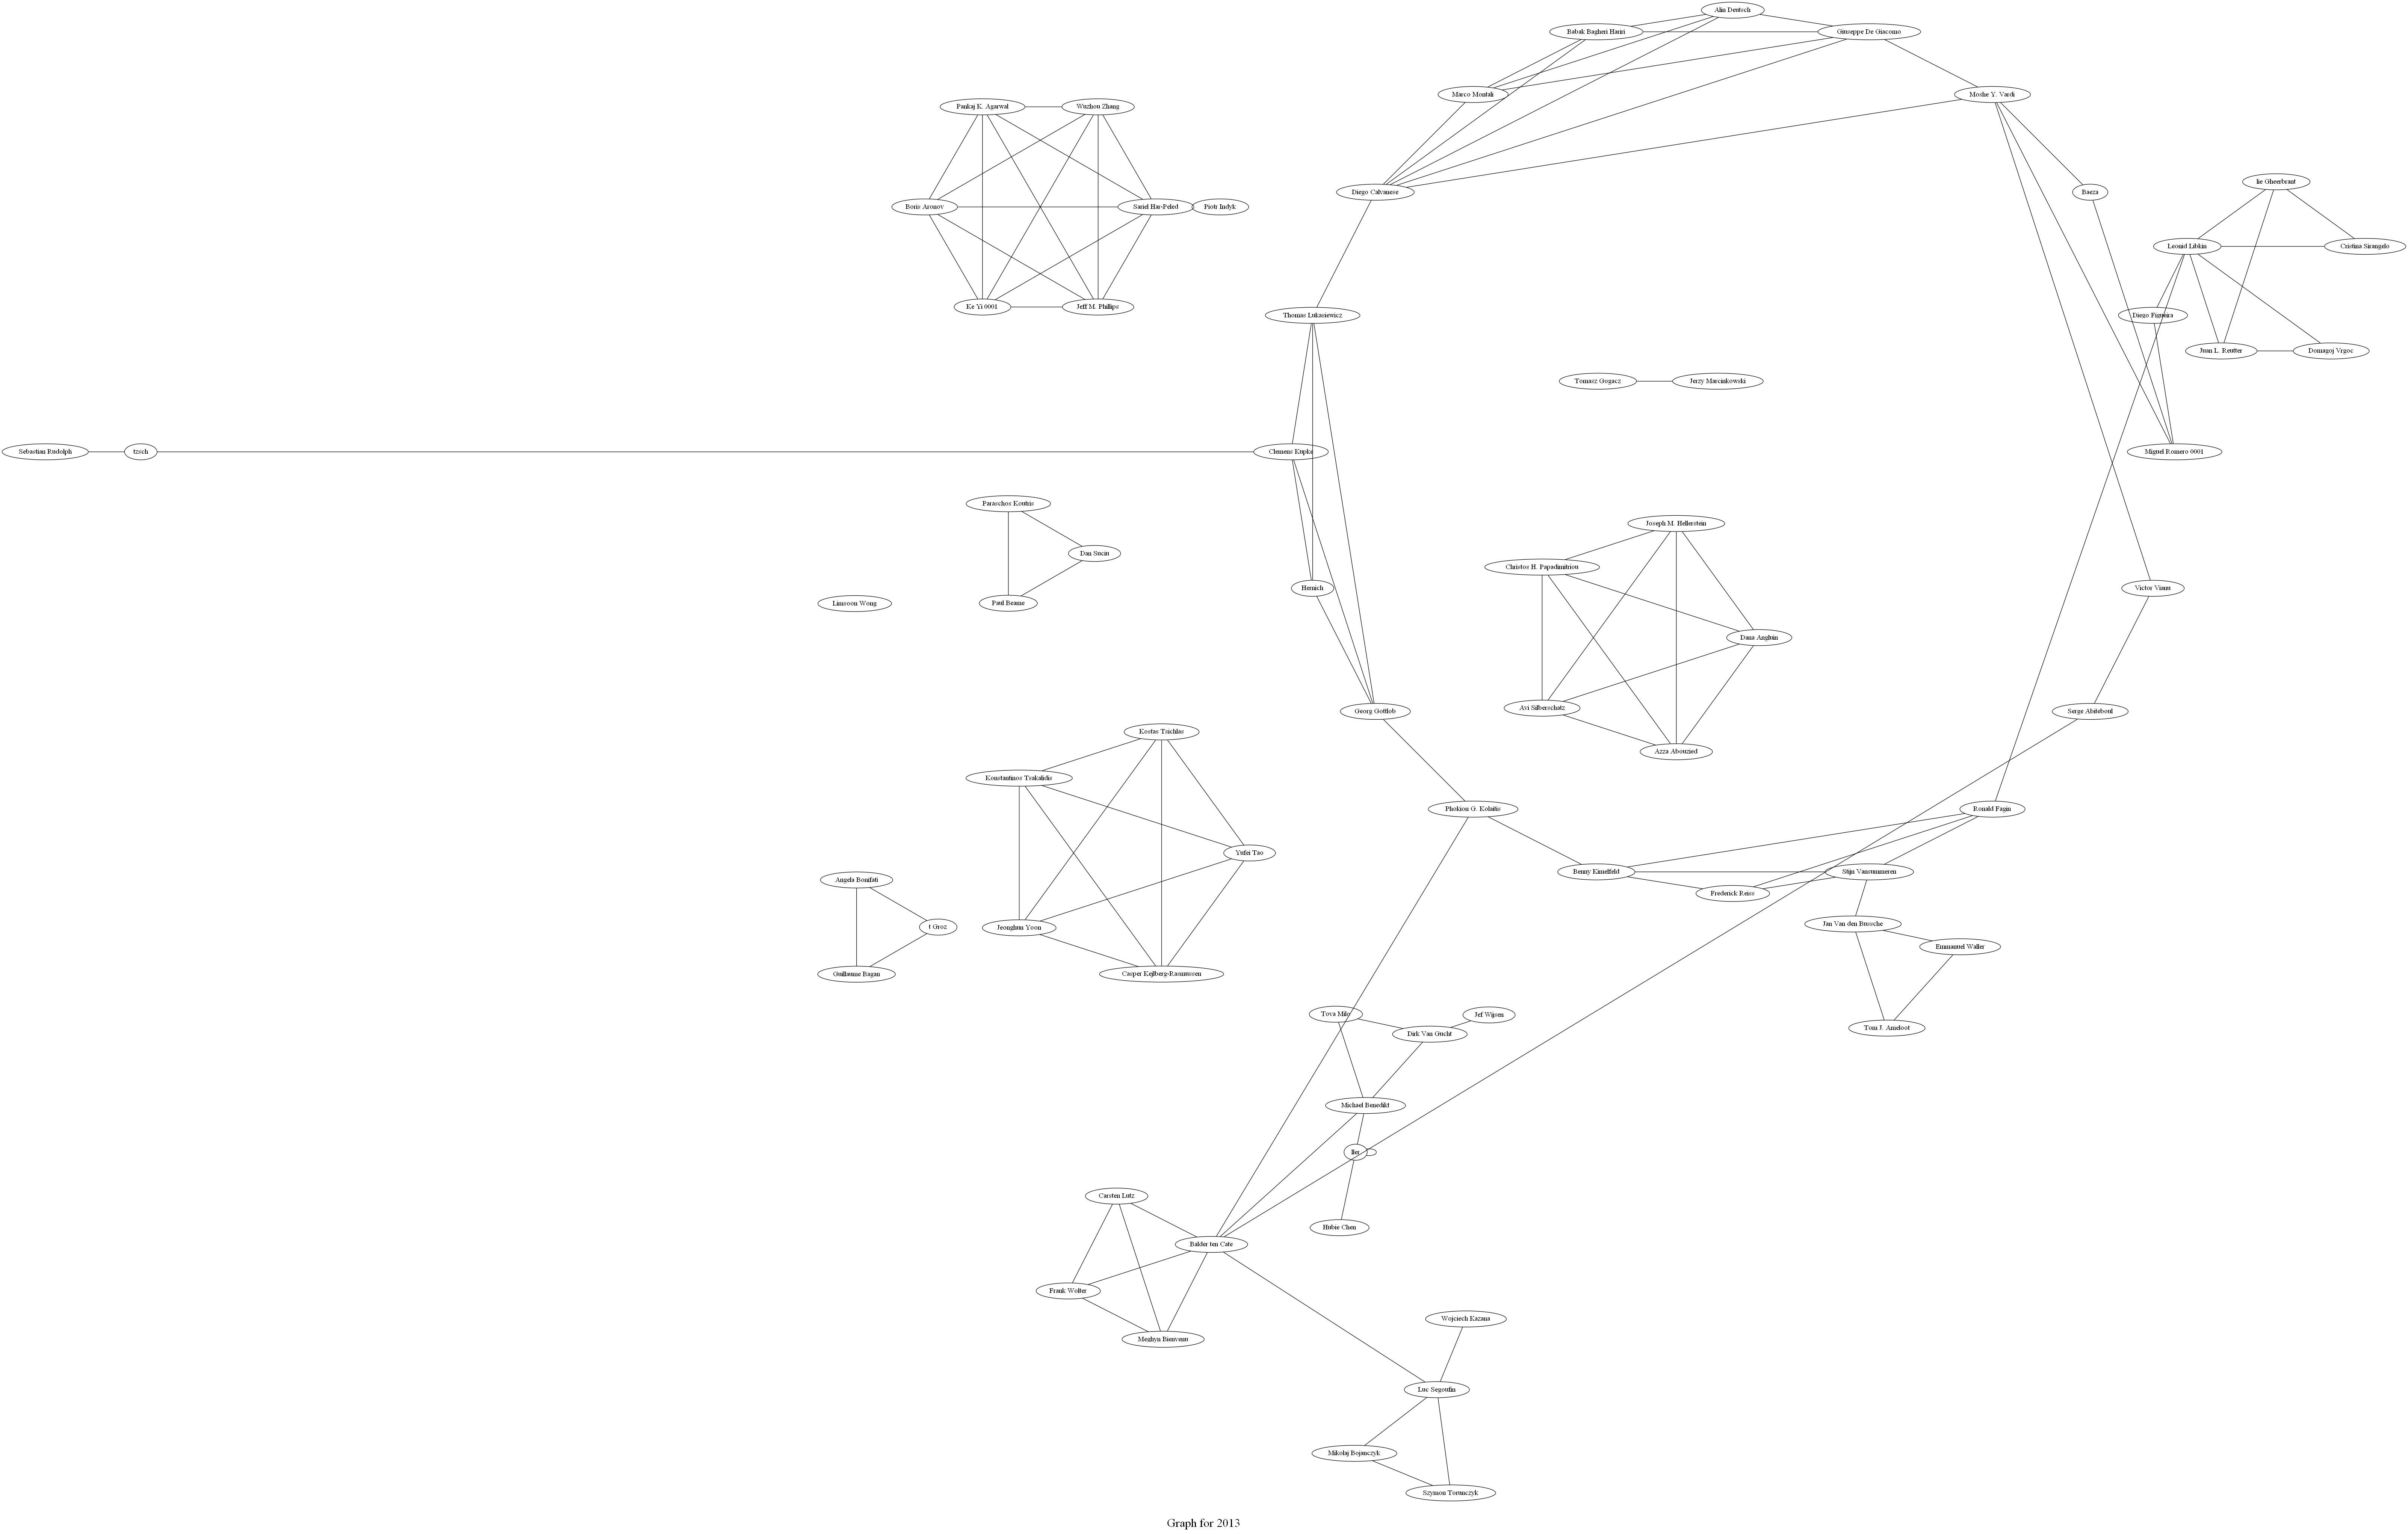 Alin Deutsch
Babak Bagheri Hariri
Giuseppe De Giacomo
Marco Montali
Moshe Y. Vardi
Pankaj K. Agarwal
Wuzhou Zhang
Diego Calvanese
Baeza
lie Gheerbrant
Boris Aronov
Sariel Har-Peled
Piotr Indyk
Leonid Libkin
Cristina Sirangelo
Ke Yi 0001
Jeff M. Phillips
Thomas Lukasiewicz
Diego Figueira
Juan L. Reutter
Domagoj Vrgoc
Tomasz Gogacz
Jerzy Marcinkowski
Sebastian Rudolph
tzsch
Clemens Kupke
Miguel Romero 0001
Paraschos Koutris
Joseph M. Hellerstein
Dan Suciu
Christos H. Papadimitriou
Hernich
Victor Vianu
Limsoon Wong
Paul Beame
Dana Angluin
Avi Silberschatz
Georg Gottlob
Serge Abiteboul
Kostas Tsichlas
Azza Abouzied
Konstantinos Tsakalidis
Phokion G. Kolaitis
Ronald Fagin
Yufei Tao
Benny Kimelfeld
Stijn Vansummeren
Angela Bonifati
Frederick Reiss
t Groz
Jeonghun Yoon
Jan Van den Bussche
Emmanuel Waller
Guillaume Bagan
Casper Kejlberg-Rasmussen
Tova Milo
Jef Wijsen
Dirk Van Gucht
Tom J. Ameloot
Michael Benedikt
ller
Carsten Lutz
Hubie Chen
Balder ten Cate
Frank Wolter
Wojciech Kazana
Meghyn Bienvenu
Luc Segoufin
Mikolaj Bojanczyk
Szymon Torunczyk
Graph for 2013